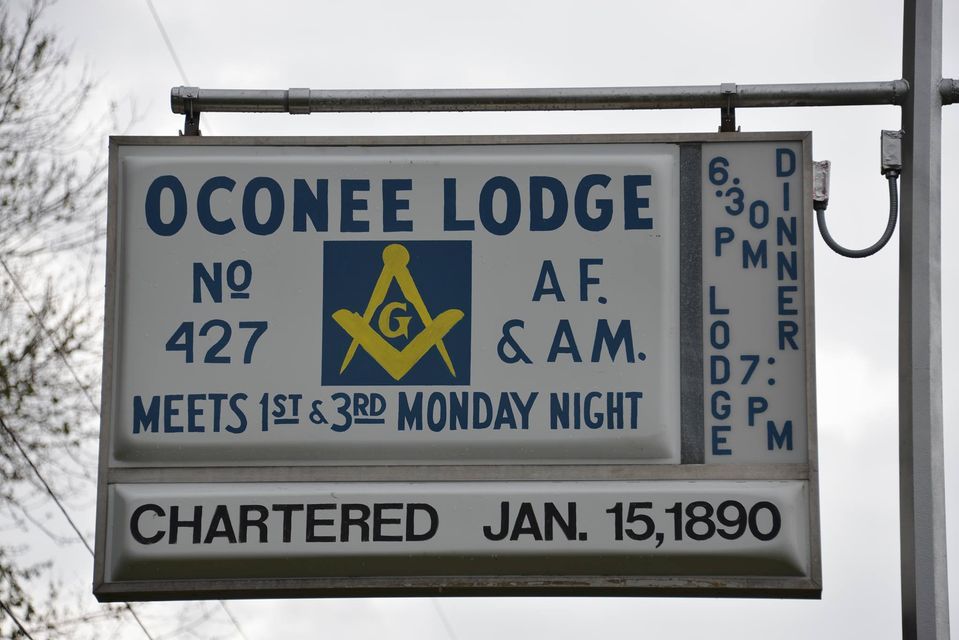 OCONEE LODGE
Nº
427
G
A F.
& A M.
MEETS 1ST & 3RD MONDAY NIGHT
DINNER
6:30
PM
LODGE
7:
PM
CHARTERED JAN. 15,1890